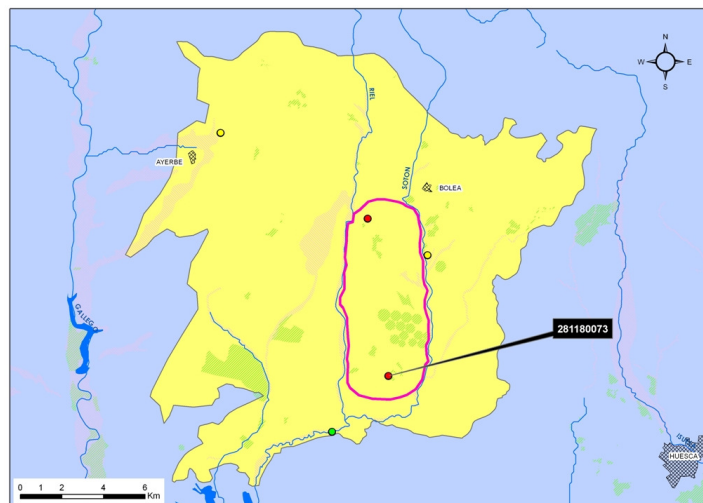 N
W E
S
RIEL
SOTON
AYERBE
BOLEA
GALLEGO
281180073
HUESCA
0 1 2 4 6
Km